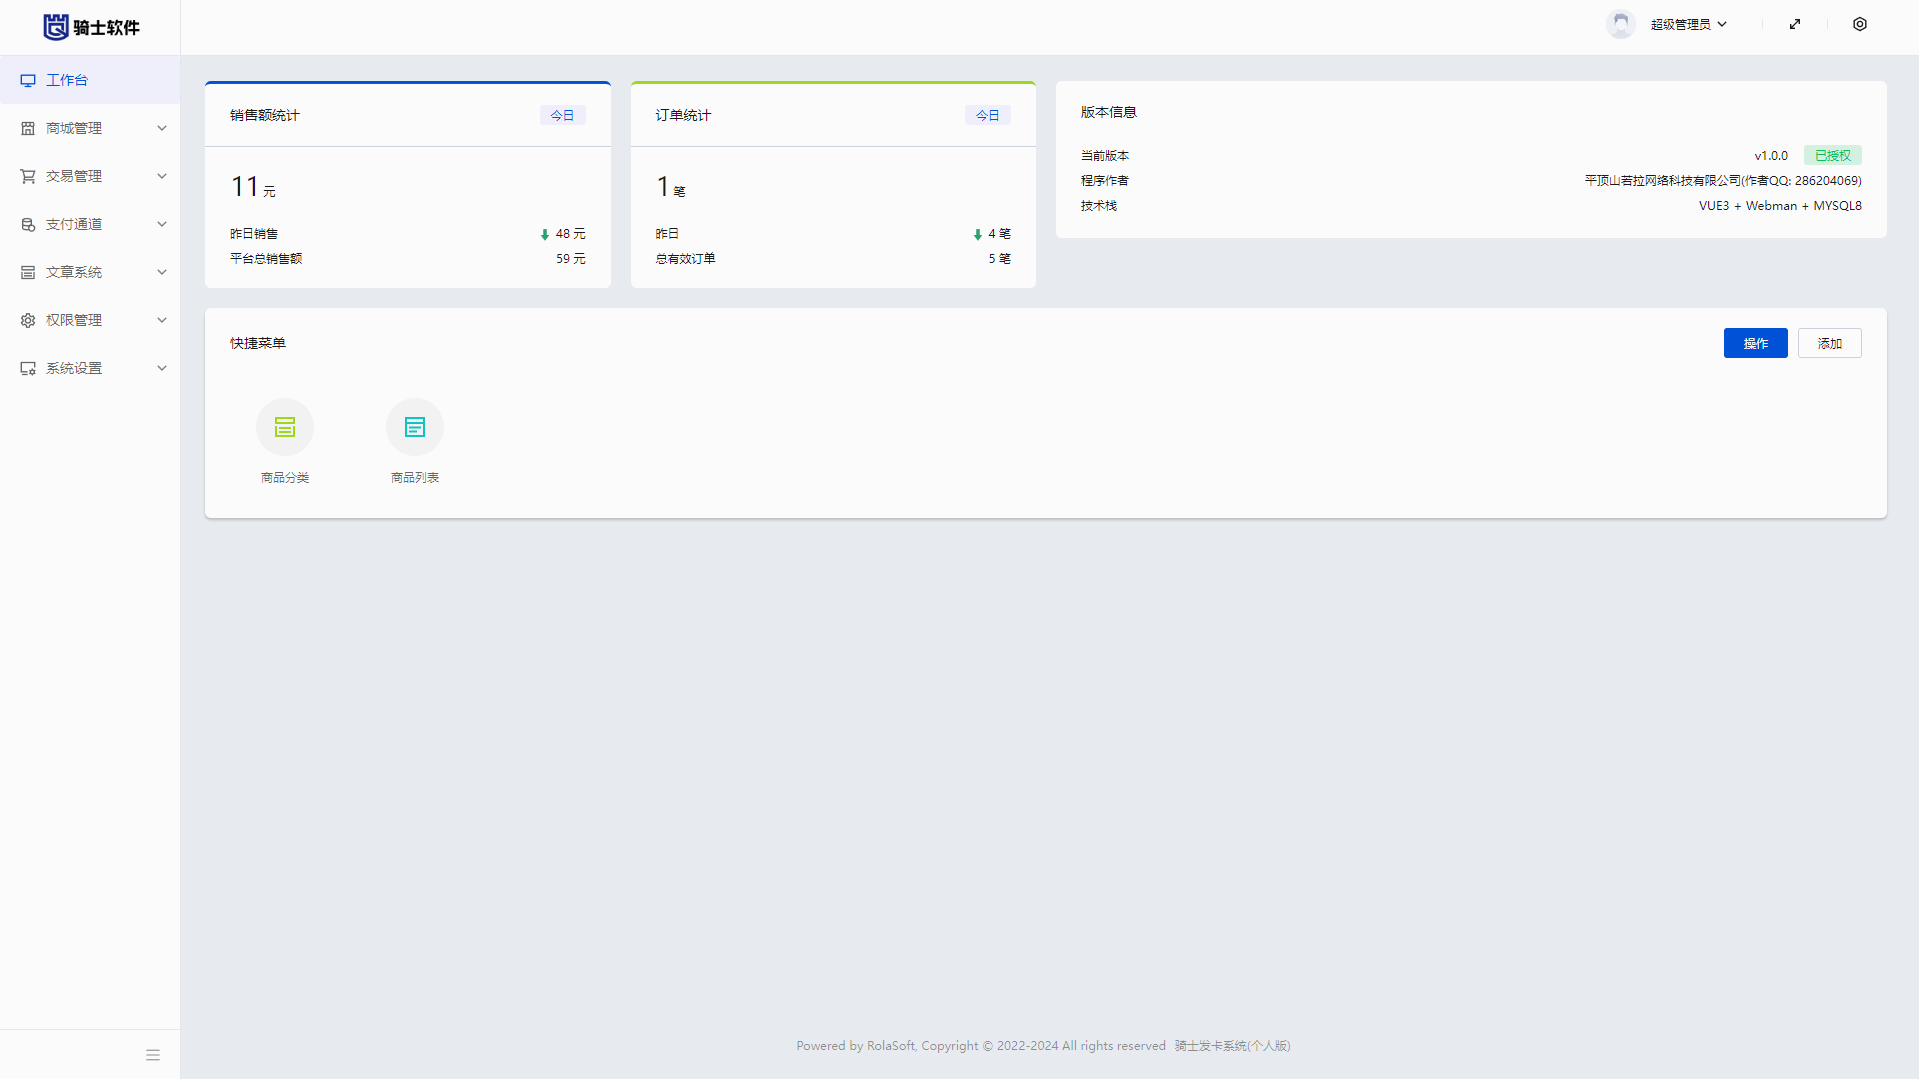 骑士软件
超级管理员
工作台
商城管理
交易管理
支付通道
文章系统
权限管理
系统设置
销售额统计
今日
11 元
昨日销售
48 元
平台总销售额
59 元
订单统计
今日
1 笔
昨日
4 笔
总有效订单
5 笔
版本信息
当前版本
v1.0.0
已授权
程序作者
平顶山若拉网络科技有限公司(作者QQ: 286204069)
技术栈
VUE3 + Webman + MYSQL8
快捷菜单
操作
添加
商品分类
商品列表
Powered by RolaSoft, Copyright © 2022-2024 All rights reserved 骑士发卡系统(个人版)